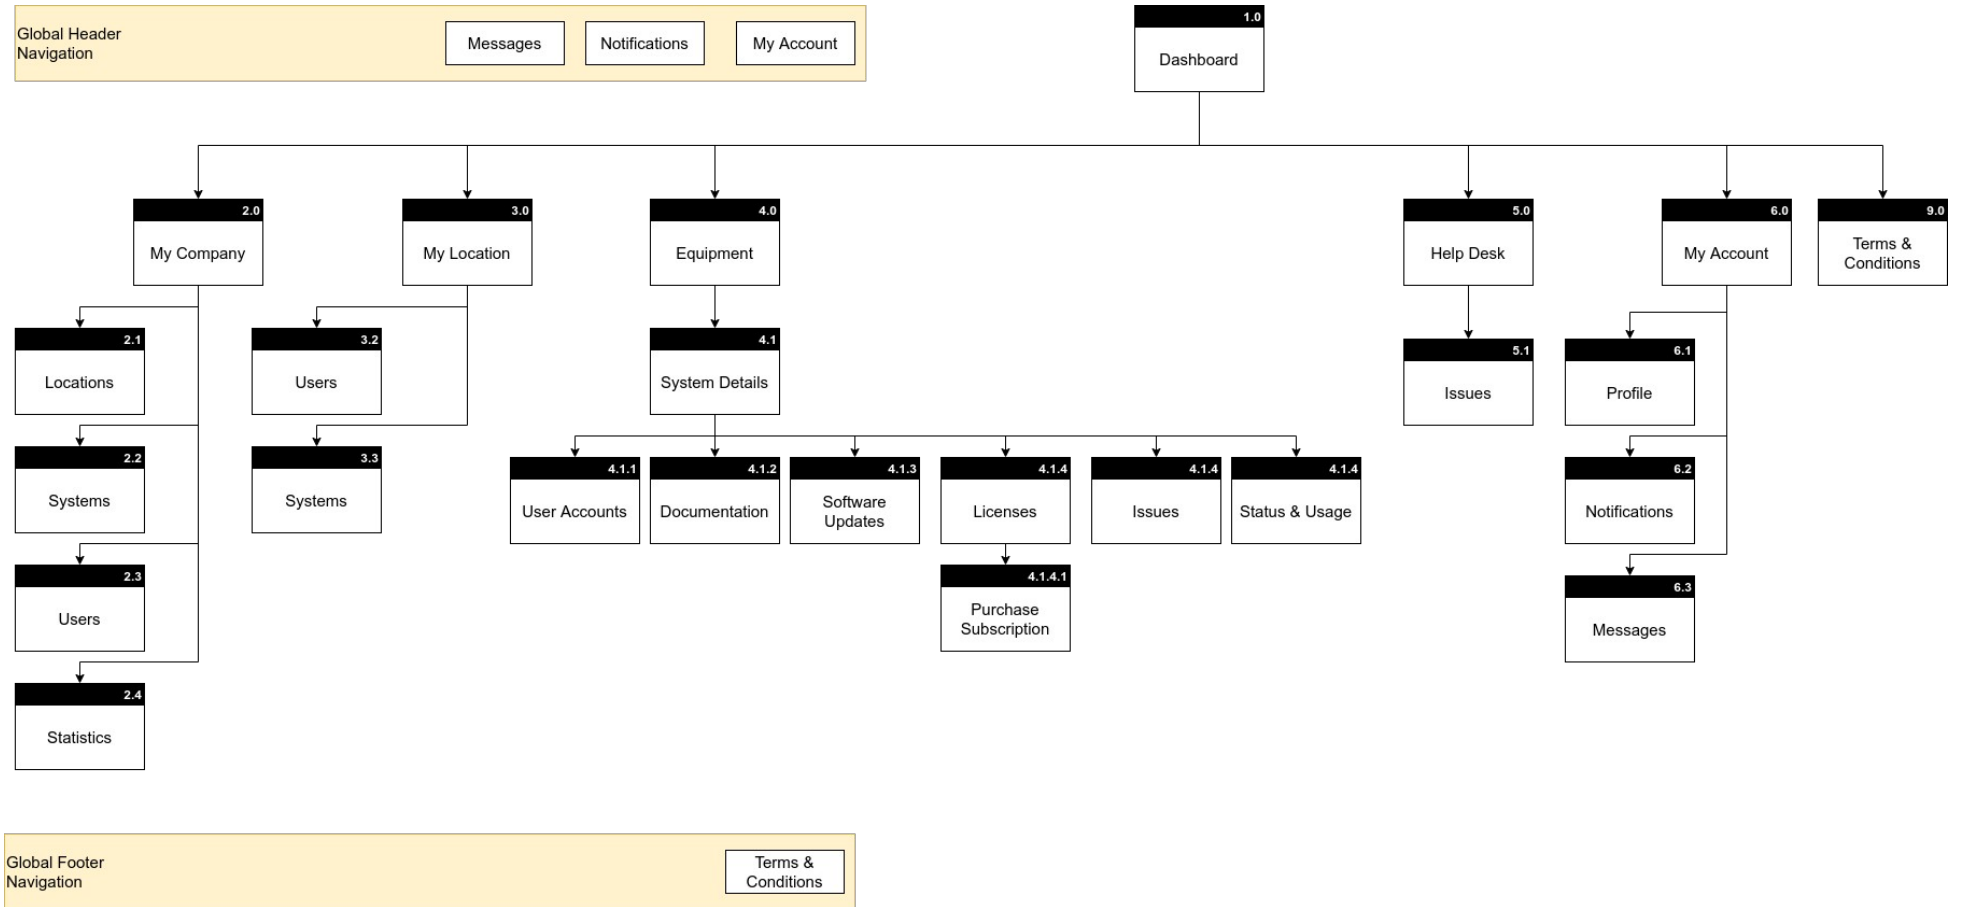 Global Header
Navigation
Messages
Notifications
My Account
1.0
Dashboard
2.0
My Company
3.0
My Location
4.0
Equipment
5.0
Help Desk
6.0
My Account
9.0
Terms &
Conditions
2.1
Locations
3.2
Users
4.1
System Details
5.1
Issues
6.1
Profile
2.2
Systems
3.3
Systems
4.1.1
User Accounts
4.1.2
Documentation
4.1.3
Software
Updates
4.1.4
Licenses
4.1.4
Issues
4.1.4
Status & Usage
6.2
Notifications
2.3
Users
4.1.4.1
Purchase
Subscription
6.3
Messages
2.4
Statistics
Global Footer
Navigation
Terms &
Conditions